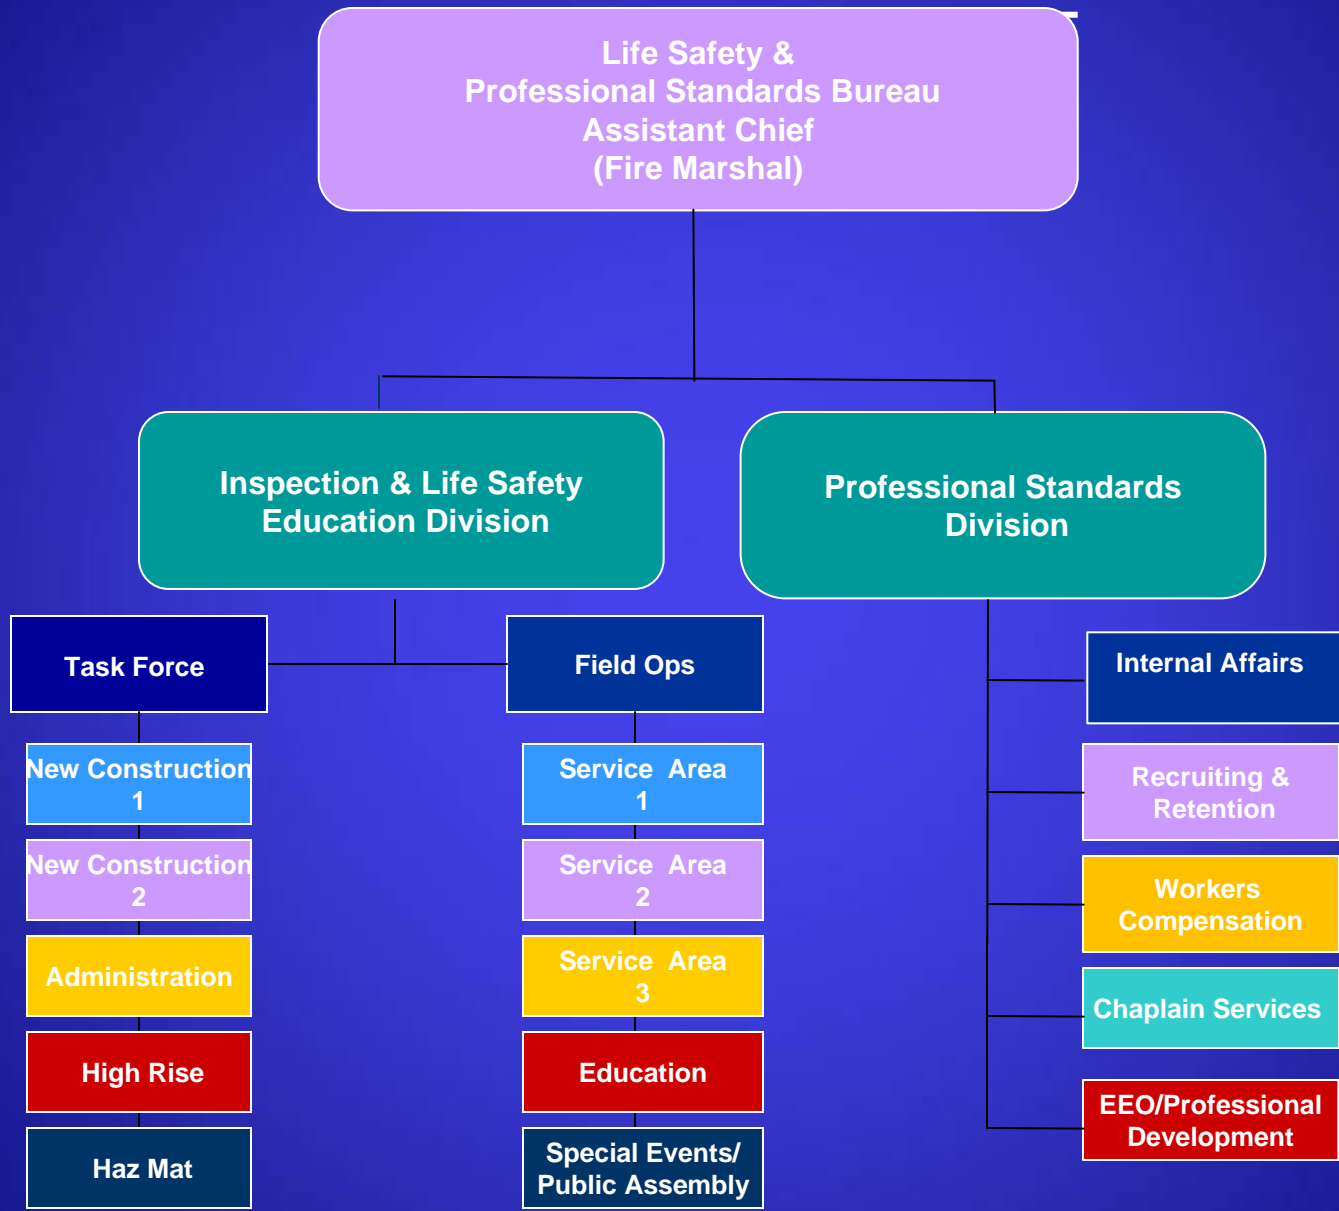 Life Safety &
Professional Standards Bureau
Assistant Chief
(Fire Marshal)
Inspection & Life Safety
Education Division
Professional Standards
Division
Task Force
New Construction
1
New Construction
2
Administration
High Rise
Haz Mat
Field Ops
Service Area
1
Service Area
2
Service Area
3
Education
Special Events/
Public Assembly
Internal Affairs
Recruiting &
Retention
Workers
Compensation
Chaplain Services
EEO/Professional
Development